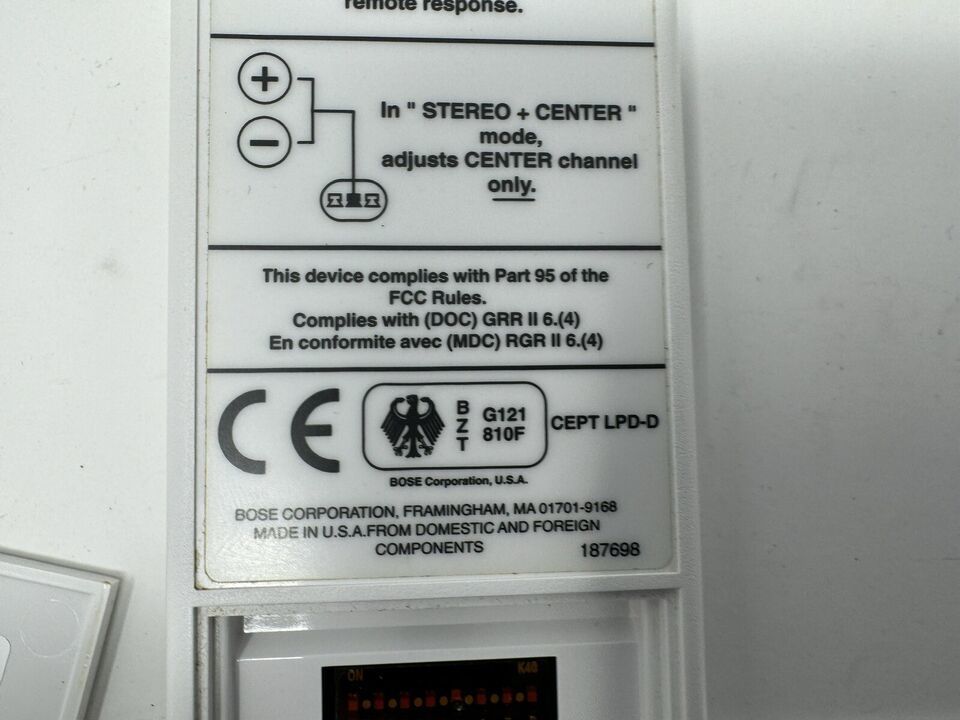 remote response.
+
In " STEREO + CENTER "
−
mode,
adjusts CENTER channel
only.
This device complies with Part 95 of the
FCC Rules.
Complies with (DOC) GRR II 6.(4)
En conformite avec (MDC) RGR II 6.(4)
CE
BZT
G121
810F
CEPT LPD-D
BOSE Corporation, U.S.A.
BOSE CORPORATION, FRAMINGHAM, MA 01701-9168
MADE IN U.S.A.FROM DOMESTIC AND FOREIGN
COMPONENTS 187698
ON K40